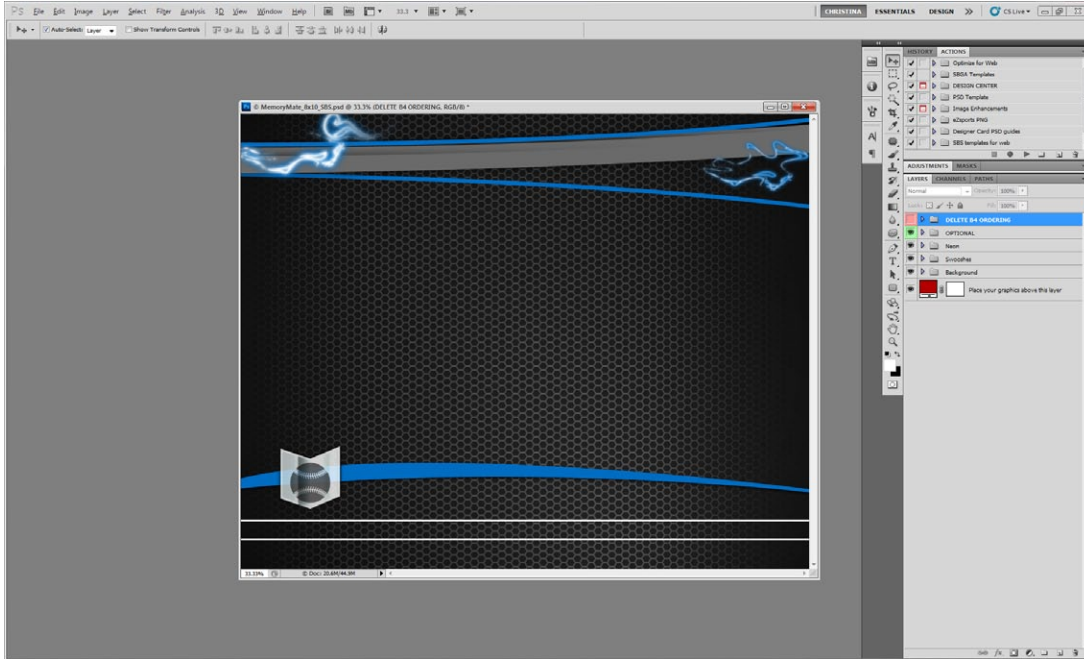 PS File Edit Image Layer Select Filter Analysis 3D View Window Help 33.3 CHRISTINA ESSENTIALS DESIGN CS Live
Auto-Select: Layer Show Transform Controls
HISTORY ACTIONS
Optimize for Web
SBGA Templates
DESIGN CENTER
PSD Template
Image Enhancements
eZsports PNG
Designer Card PSD guides
SBS templates for web
ADJUSTMENTS MASKS
LAYERS CHANNELS PATHS
Normal Opacity: 100%
Lock: Fill: 100%
DELETE B4 ORDERING
OPTIONAL
Neon
Swooshes
Background
Place your graphics above this layer
Ps © MemoryMate_8x10_SBS.psd @ 33.3% (DELETE B4 ORDERING, RGB/8) *
33.33% © Doc: 20.6M/44.9M